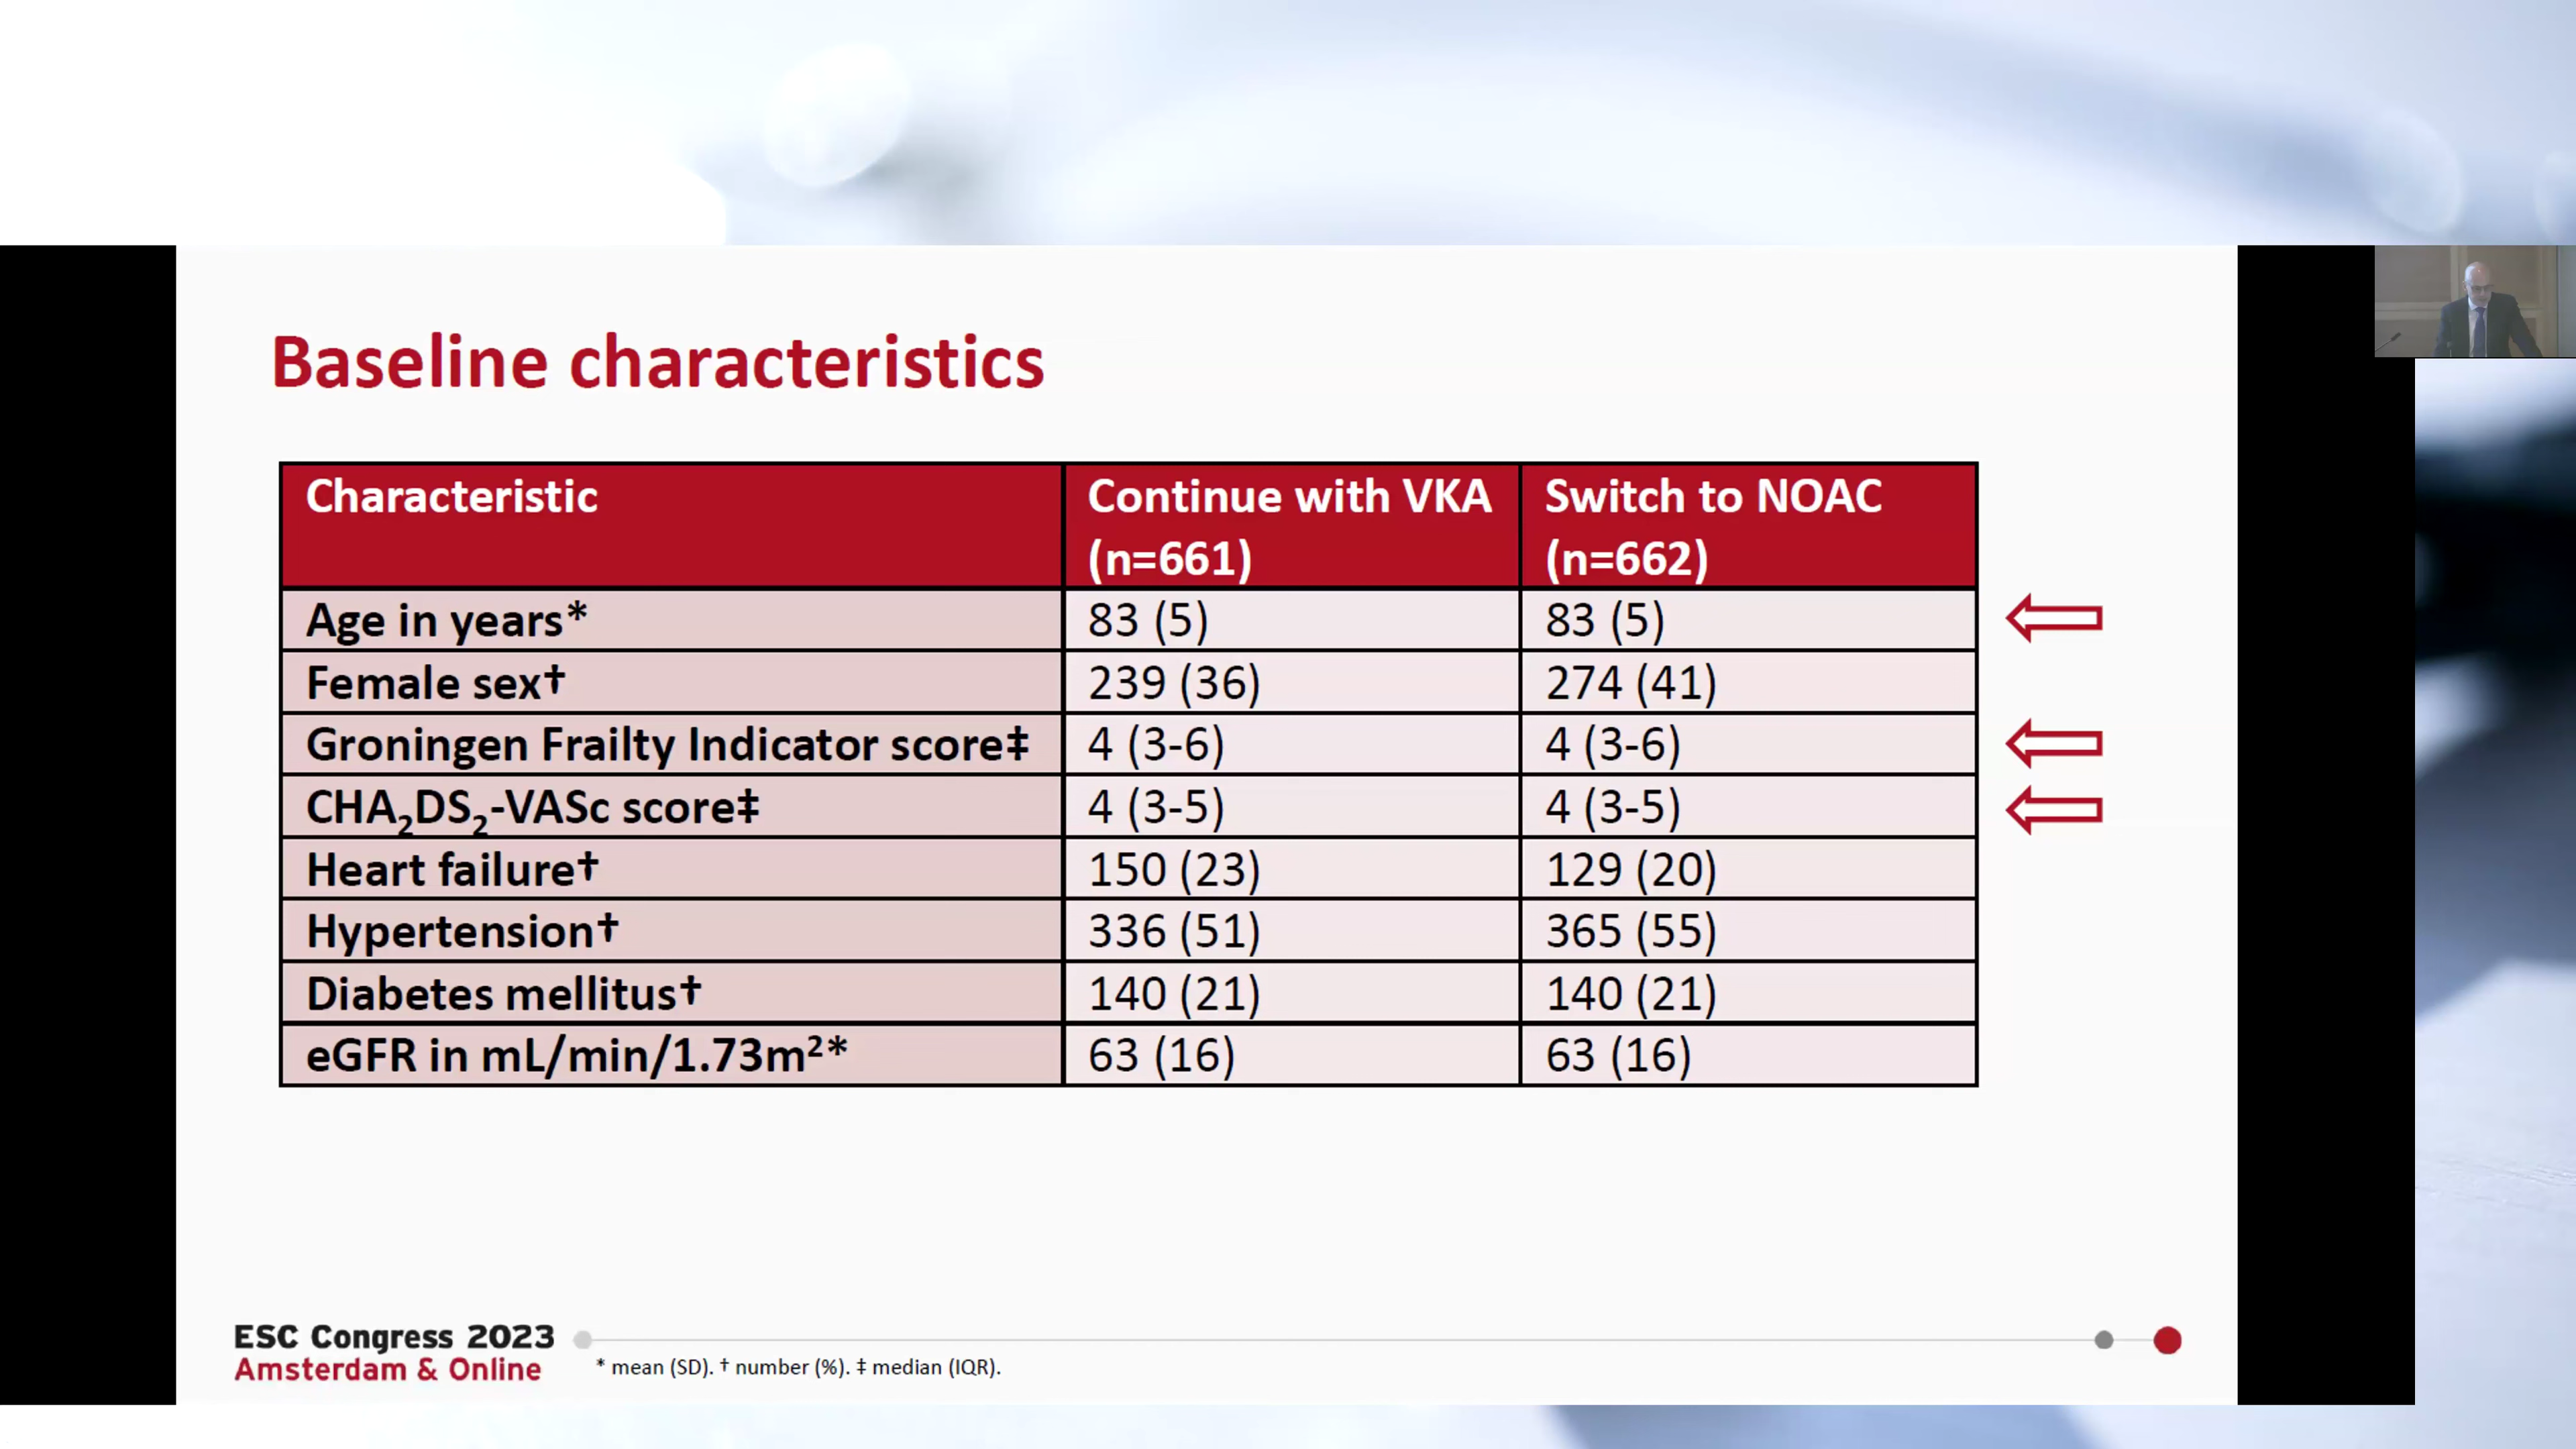 Baseline characteristics
Characteristic
Continue with VKA
(n=661)
Switch to NOAC
(n=662)
Age in years* 83 (5) 83 (5)
Female sex† 239 (36) 274 (41)
Groningen Frailty Indicator score‡ 4 (3-6) 4 (3-6)
CHA₂DS₂-VASc score‡ 4 (3-5) 4 (3-5)
Heart failure† 150 (23) 129 (20)
Hypertension† 336 (51) 365 (55)
Diabetes mellitus† 140 (21) 140 (21)
eGFR in mL/min/1.73m²* 63 (16) 63 (16)
ESC Congress 2023
Amsterdam & Online
* mean (SD). † number (%). ‡ median (IQR).